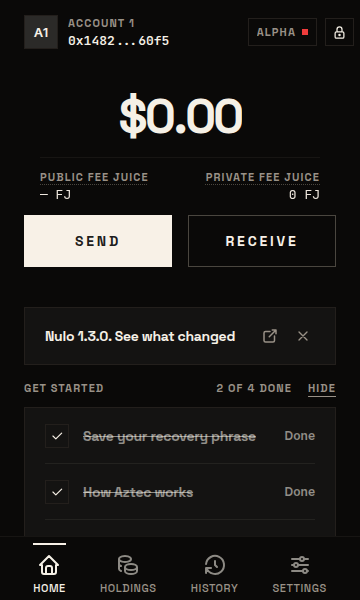 A1
ACCOUNT 1
0x1482...60f5
ALPHA
$0.00
PUBLIC FEE JUICE
PRIVATE FEE JUICE
— FJ
0 FJ
SEND
RECEIVE
Nulo 1.3.0. See what changed
GET STARTED
2 OF 4 DONE
HIDE
Save your recovery phrase
Done
How Aztec works
Done
HOME
HOLDINGS
HISTORY
SETTINGS